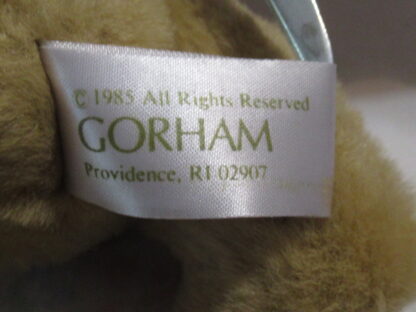 © 1985 All Rights Reserved
GORHAM
Providence, RI 02907